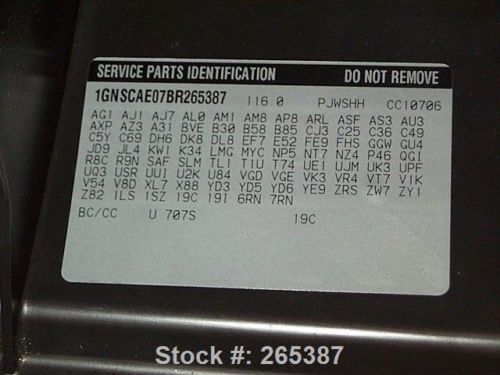 SERVICE PARTS IDENTIFICATION DO NOT REMOVE
1GNSCAE07BR265387 116.0 PJWSHH CC10706
AG1 AJ1 AJ7 AL0 AM1 AM8 AP8 ARL ASF AS3 AU3
AXP AZ3 A31 BVE B30 B58 B85 CJ3 C25 C36 C49
C5Y C69 DH6 DK8 DL8 EF7 E52 FE9 FHS GGW GU4
JD9 JL4 KW1 K34 LMG MYC NP5 NT7 NZ4 P46 QG1
R8C R9N SAF SLM TL1 T1U T74 UE1 UJM UK3 UPF
UQ3 USR UU1 U2K U84 VGD VGE VK3 VR4 VT7 V1K
V54 V8D XL7 X88 YD3 YD5 YD6 YE9 ZRS ZW7 ZY1
Z82 1LS 1SZ 19C 19I 6RN 7RN
BC/CC U 707S 19C
Stock #: 265387